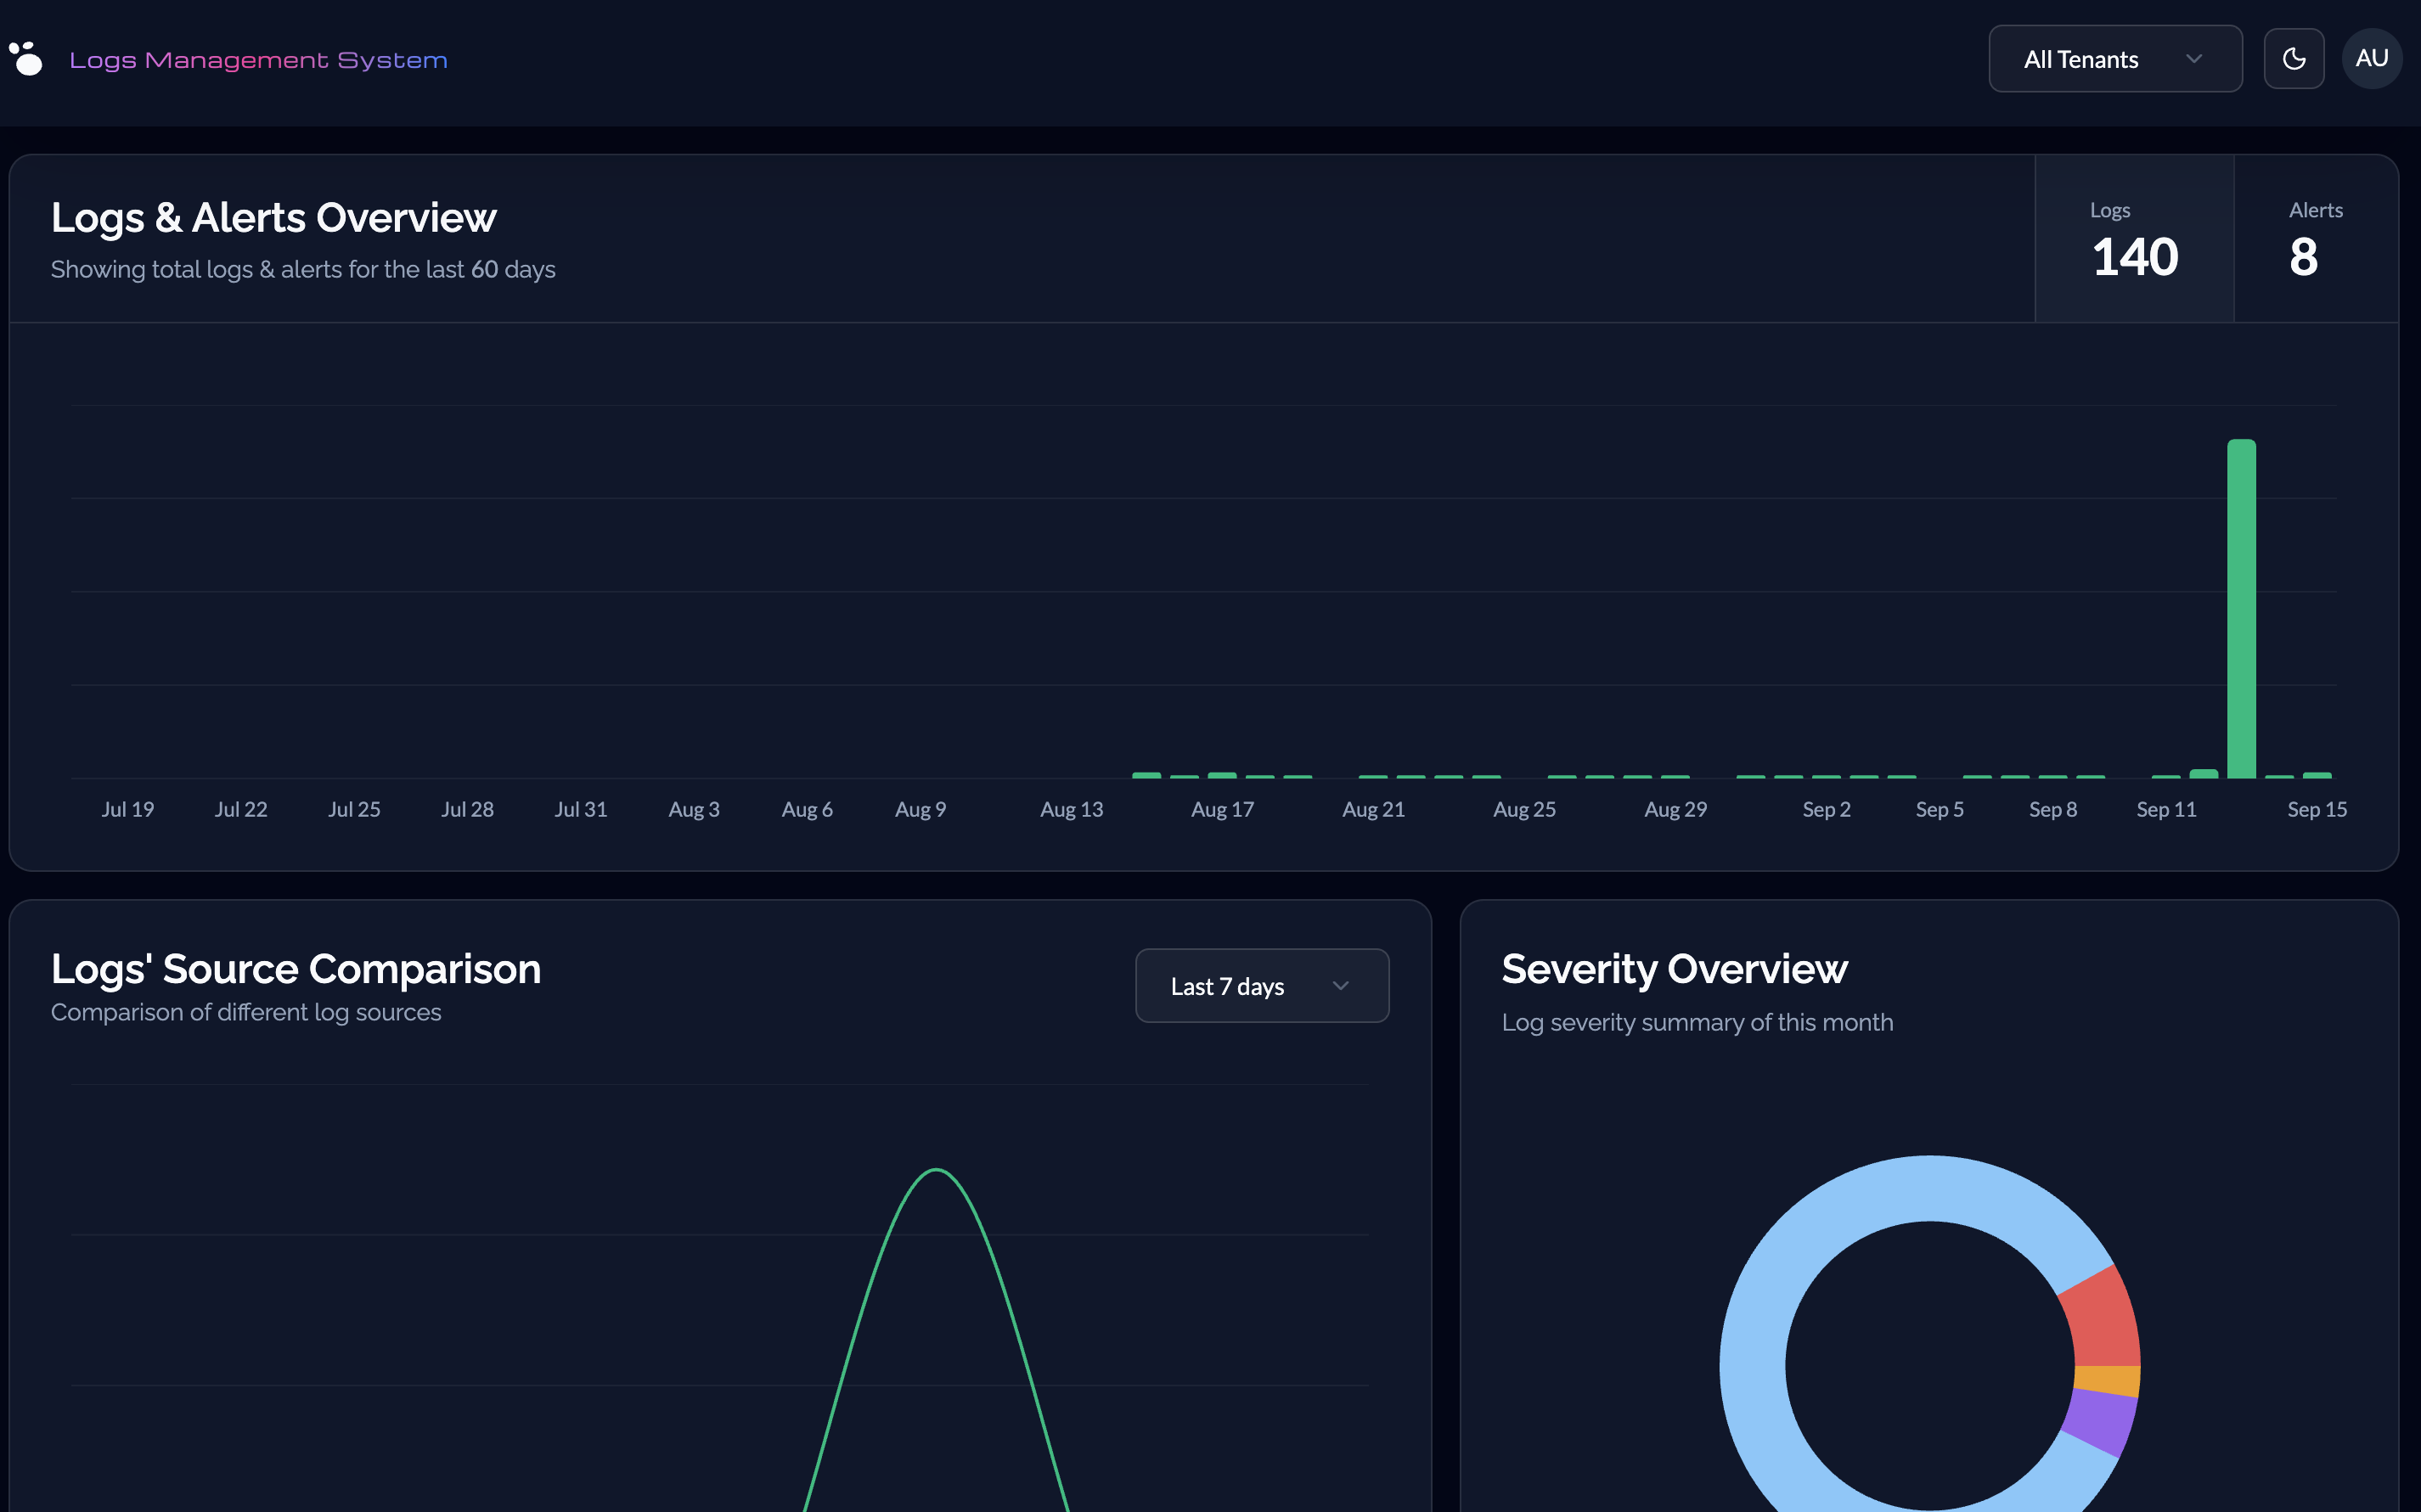 Logs Management System
All Tenants
AU
Logs & Alerts Overview
Showing total logs & alerts for the last 60 days
Logs
140
Alerts
8
Jul 19 Jul 22 Jul 25 Jul 28 Jul 31 Aug 3 Aug 6 Aug 9 Aug 13 Aug 17 Aug 21 Aug 25 Aug 29 Sep 2 Sep 5 Sep 8 Sep 11 Sep 15
Logs' Source Comparison
Comparison of different log sources
Last 7 days
Severity Overview
Log severity summary of this month